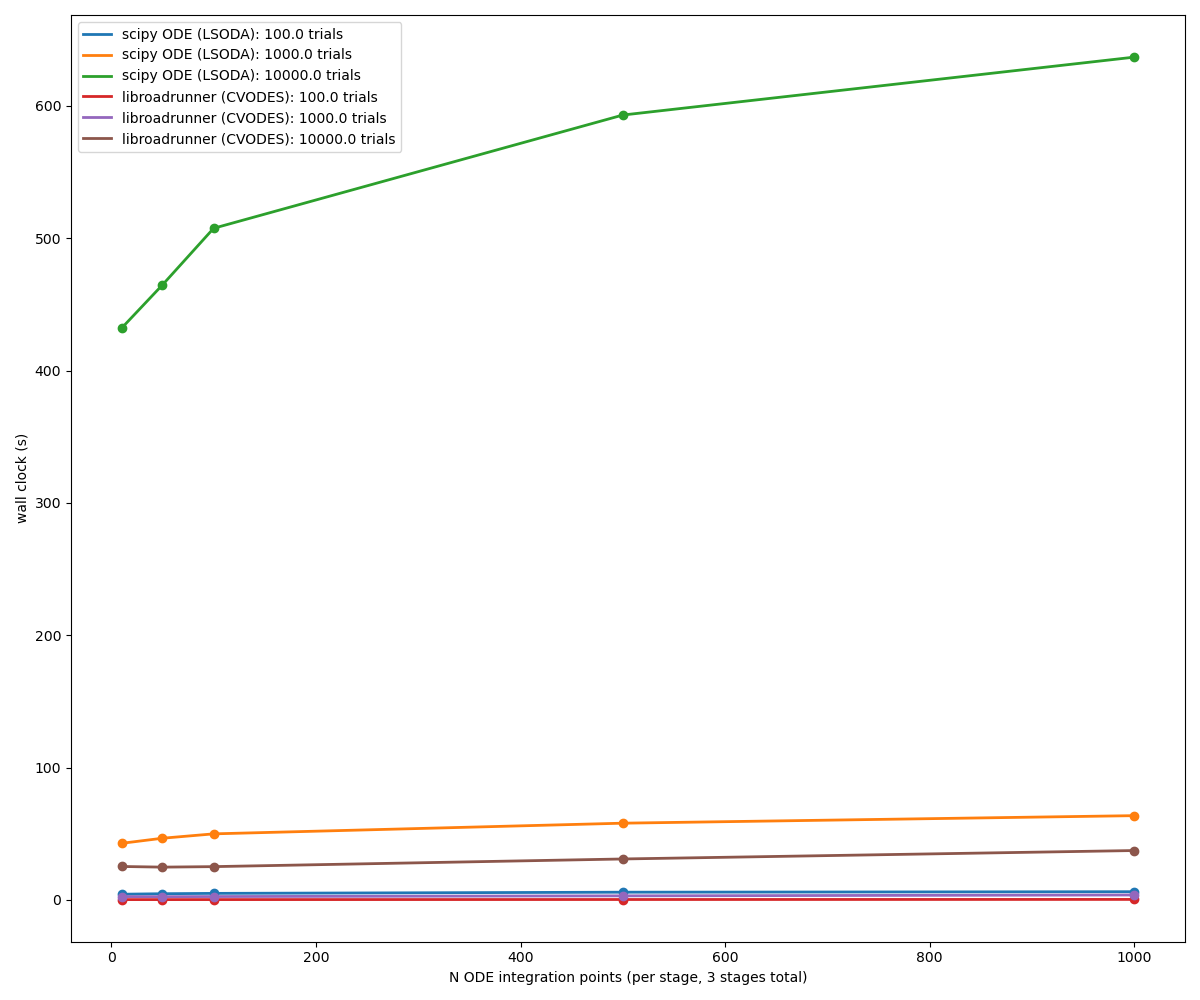 scipy ODE (LSODA): 100.0 trials
scipy ODE (LSODA): 1000.0 trials
scipy ODE (LSODA): 10000.0 trials
libroadrunner (CVODES): 100.0 trials
libroadrunner (CVODES): 1000.0 trials
libroadrunner (CVODES): 10000.0 trials
600
500
400
300
200
100
0
wall clock (s)
0 200 400 600 800 1000
N ODE integration points (per stage, 3 stages total)